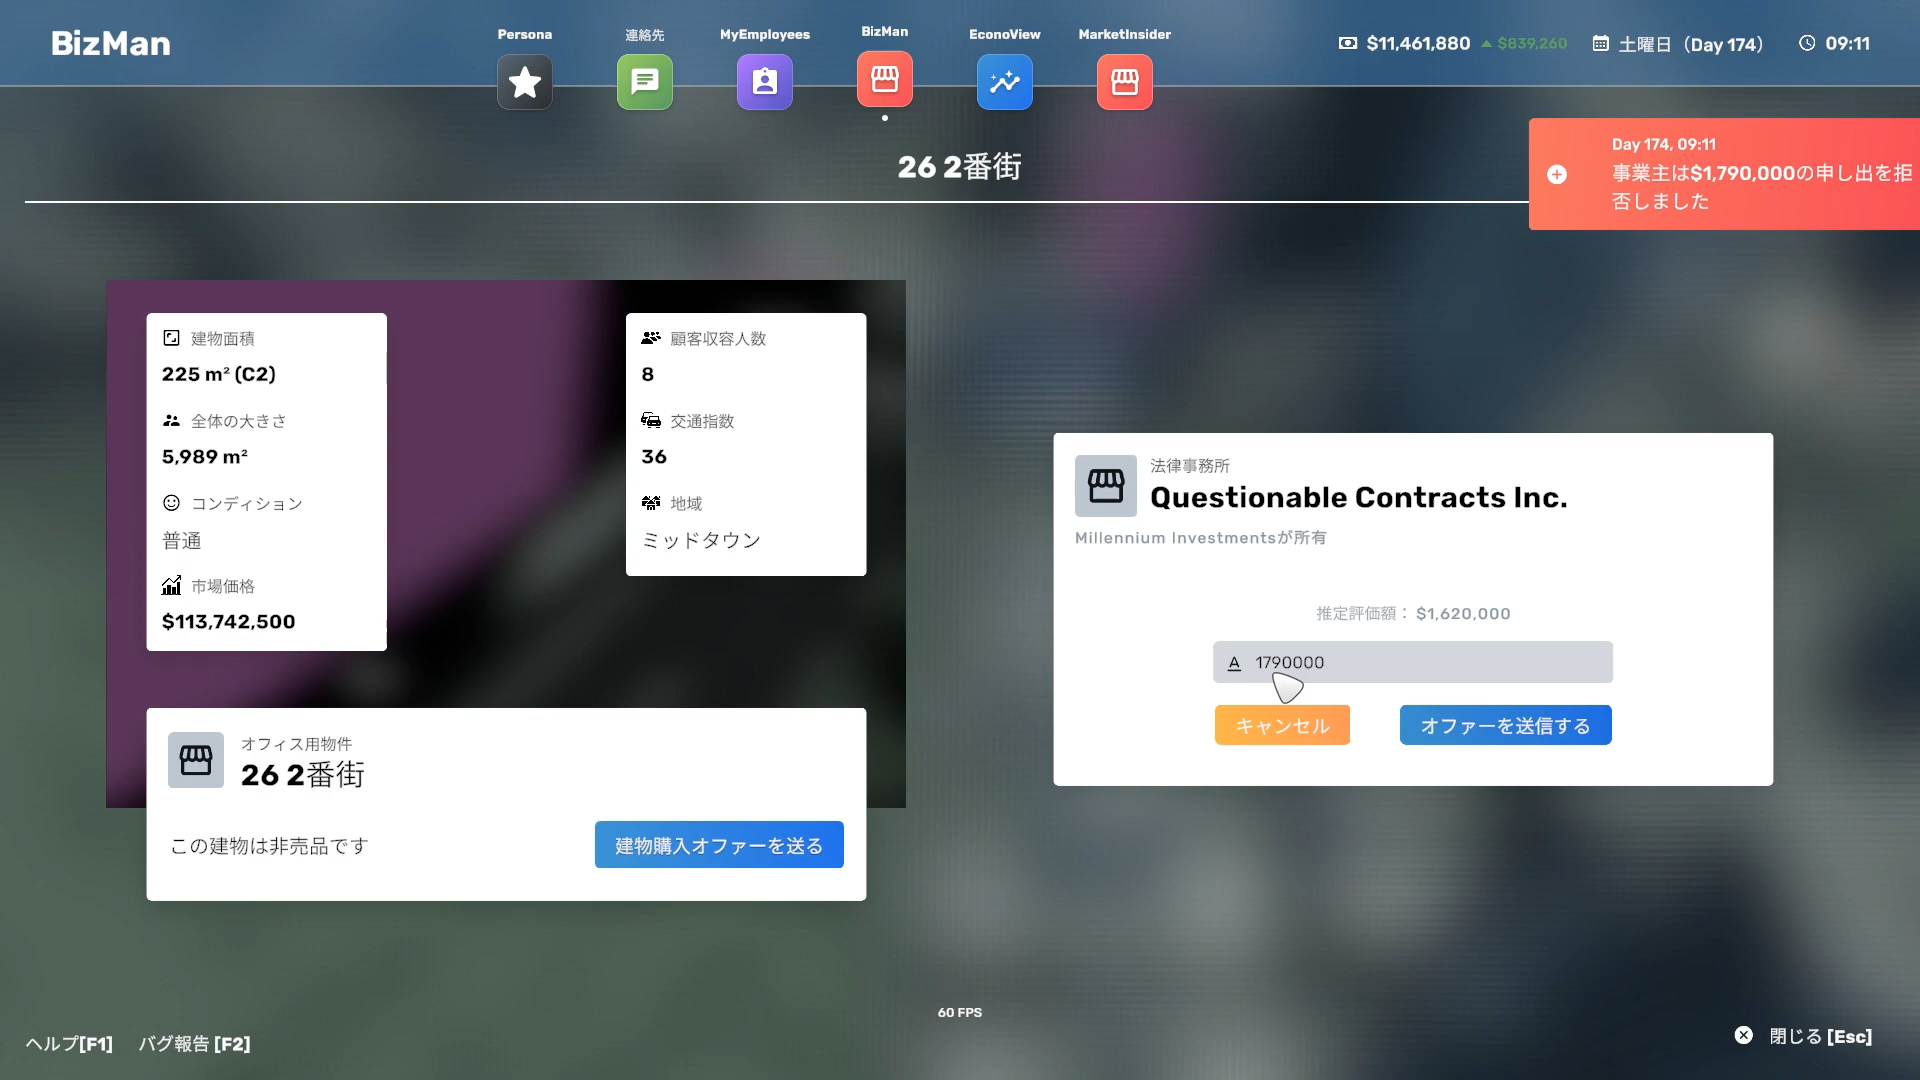 BizMan
Persona
連絡先
MyEmployees
BizMan
EconoView
MarketInsider
$11,461,880
$839,260
土曜日（Day 174）
09:11
26 2番街
Day 174, 09:11
事業主は$1,790,000の申し出を拒
否しました
建物面積
225 m² (C2)
全体の大きさ
5,989 m²
コンディション
普通
市場価格
$113,742,500
顧客収容人数
8
交通指数
36
地域
ミッドタウン
オフィス用物件
26 2番街
この建物は非売品です
建物購入オファーを送る
法律事務所
Questionable Contracts Inc.
Millennium Investmentsが所有
推定評価額： $1,620,000
A 1790000
キャンセル
オファーを送信する
60 FPS
ヘルプ[F1]
バグ報告 [F2]
閉じる [Esc]